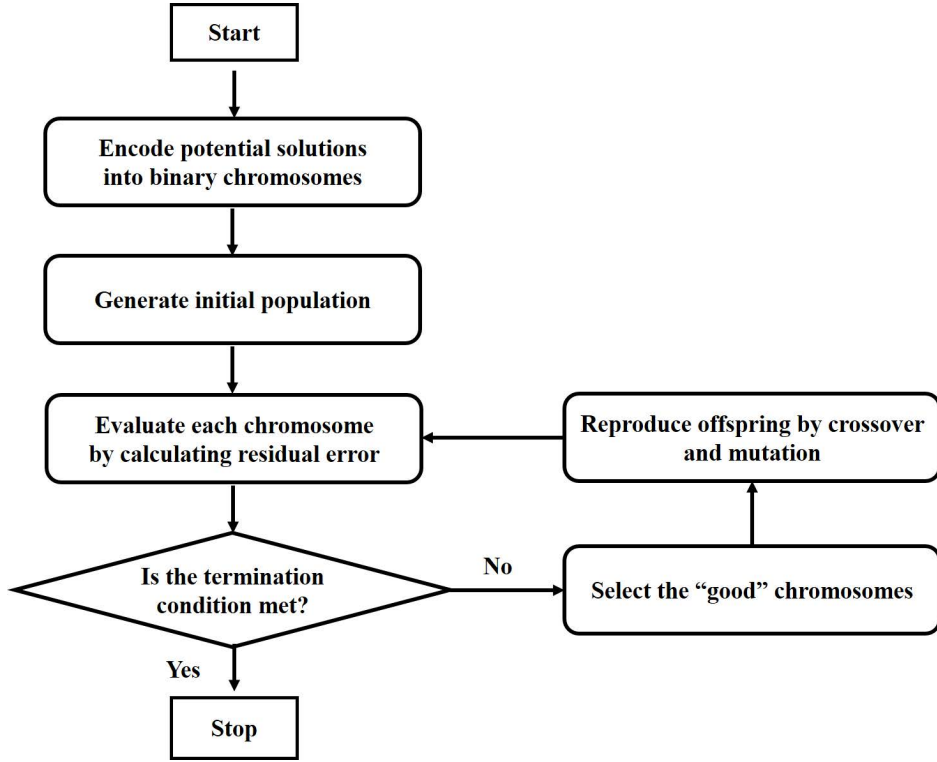 Start
Encode potential solutions
into binary chromosomes
Generate initial population
Evaluate each chromosome
by calculating residual error
Reproduce offspring by crossover
and mutation
Is the termination
condition met?
No
Select the “good” chromosomes
Yes
Stop